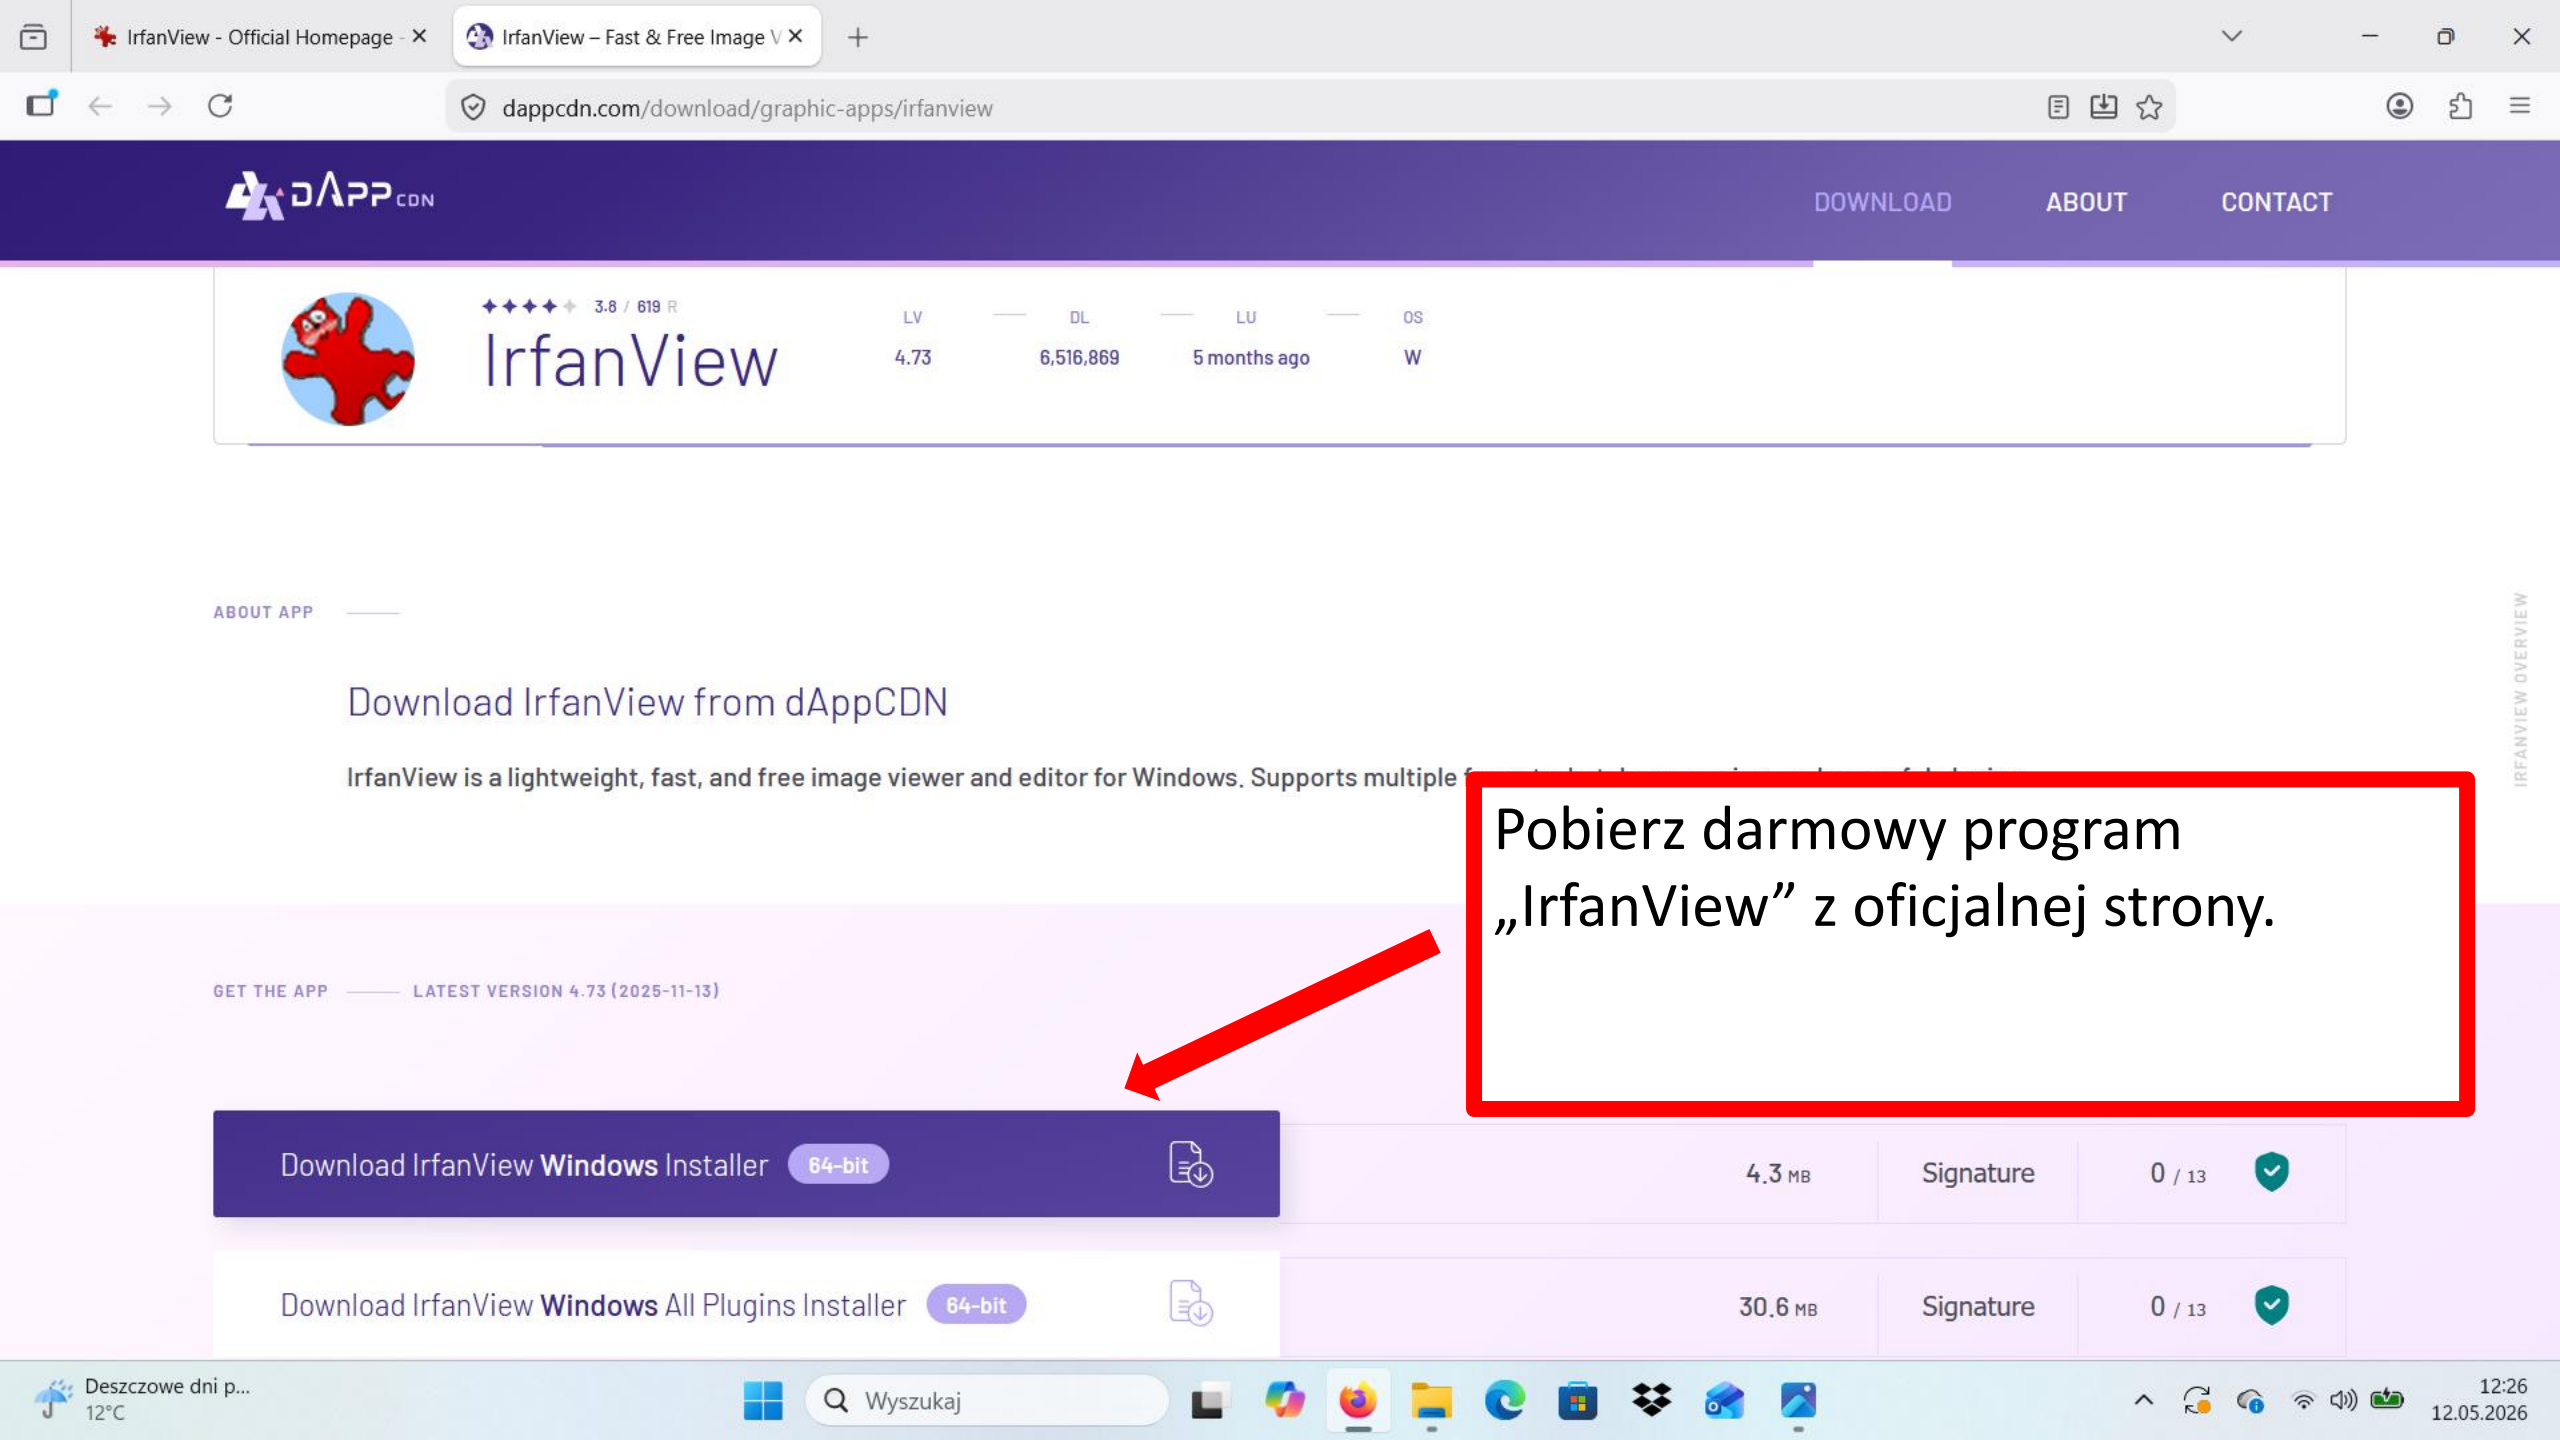 IrfanView - Official Homepage -
IrfanView – Fast & Free Image V
dappcdn.com/download/graphic-apps/irfanview
DAPP CDN
DOWNLOAD
ABOUT
CONTACT
3.8 / 619 R
IrfanView
LV
4.73
DL
6,516,869
LU
5 months ago
OS
W
ABOUT APP
IRFANVIEW OVERVIEW
Download IrfanView from dAppCDN
IrfanView is a lightweight, fast, and free image viewer and editor for Windows. Supports multiple
Pobierz darmowy program
„IrfanView” z oficjalnej strony.
GET THE APP
LATEST VERSION 4.73 (2025-11-13)
Download IrfanView Windows Installer 64-bit
4.3 MB
Signature
0 / 13
Download IrfanView Windows All Plugins Installer 64-bit
30.6 MB
Signature
0 / 13
Deszczowe dni p...
12°C
Wyszukaj
12:26
12.05.2026